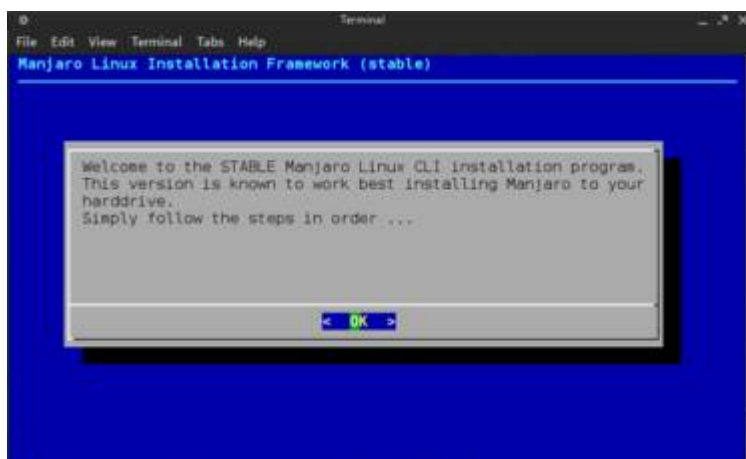 Terminal
File Edit View Terminal Tabs Help
Manjaro Linux Installation Framework (stable)
Welcome to the STABLE Manjaro Linux CLI installation program.
This version is known to work best installing Manjaro to your
harddrive.
Simply follow the steps in order ...
< OK >